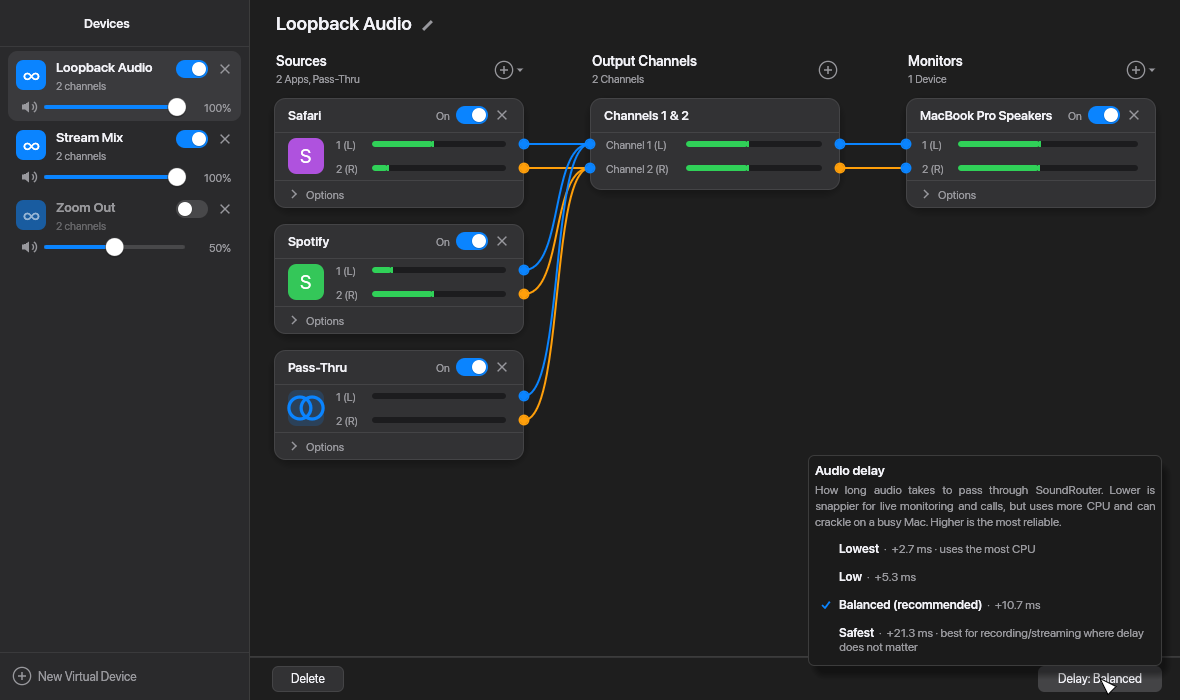 Devices
Loopback Audio
2 channels
100%
Stream Mix
2 channels
100%
Zoom Out
2 channels
50%
New Virtual Device
Loopback Audio
Sources
2 Apps, Pass-Thru
Safari
On
S
1 (L)
2 (R)
Options
Spotify
On
S
1 (L)
2 (R)
Options
Pass-Thru
On
1 (L)
2 (R)
Options
Output Channels
2 Channels
Channels 1 & 2
Channel 1 (L)
Channel 2 (R)
Monitors
1 Device
MacBook Pro Speakers
On
1 (L)
2 (R)
Options
Audio delay
How long audio takes to pass through SoundRouter. Lower is
snappier for live monitoring and calls, but uses more CPU and can
crackle on a busy Mac. Higher is the most reliable.
Lowest · +2.7 ms · uses the most CPU
Low · +5.3 ms
Balanced (recommended) · +10.7 ms
Safest · +21.3 ms · best for recording/streaming where delay
does not matter
Delete
Delay: Balanced